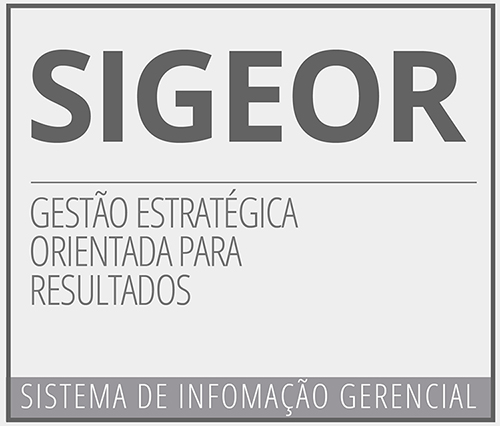 SIGEOR
GESTÃO ESTRATÉGICA
ORIENTADA PARA
RESULTADOS
SISTEMA DE INFOMAÇÃO GERENCIAL